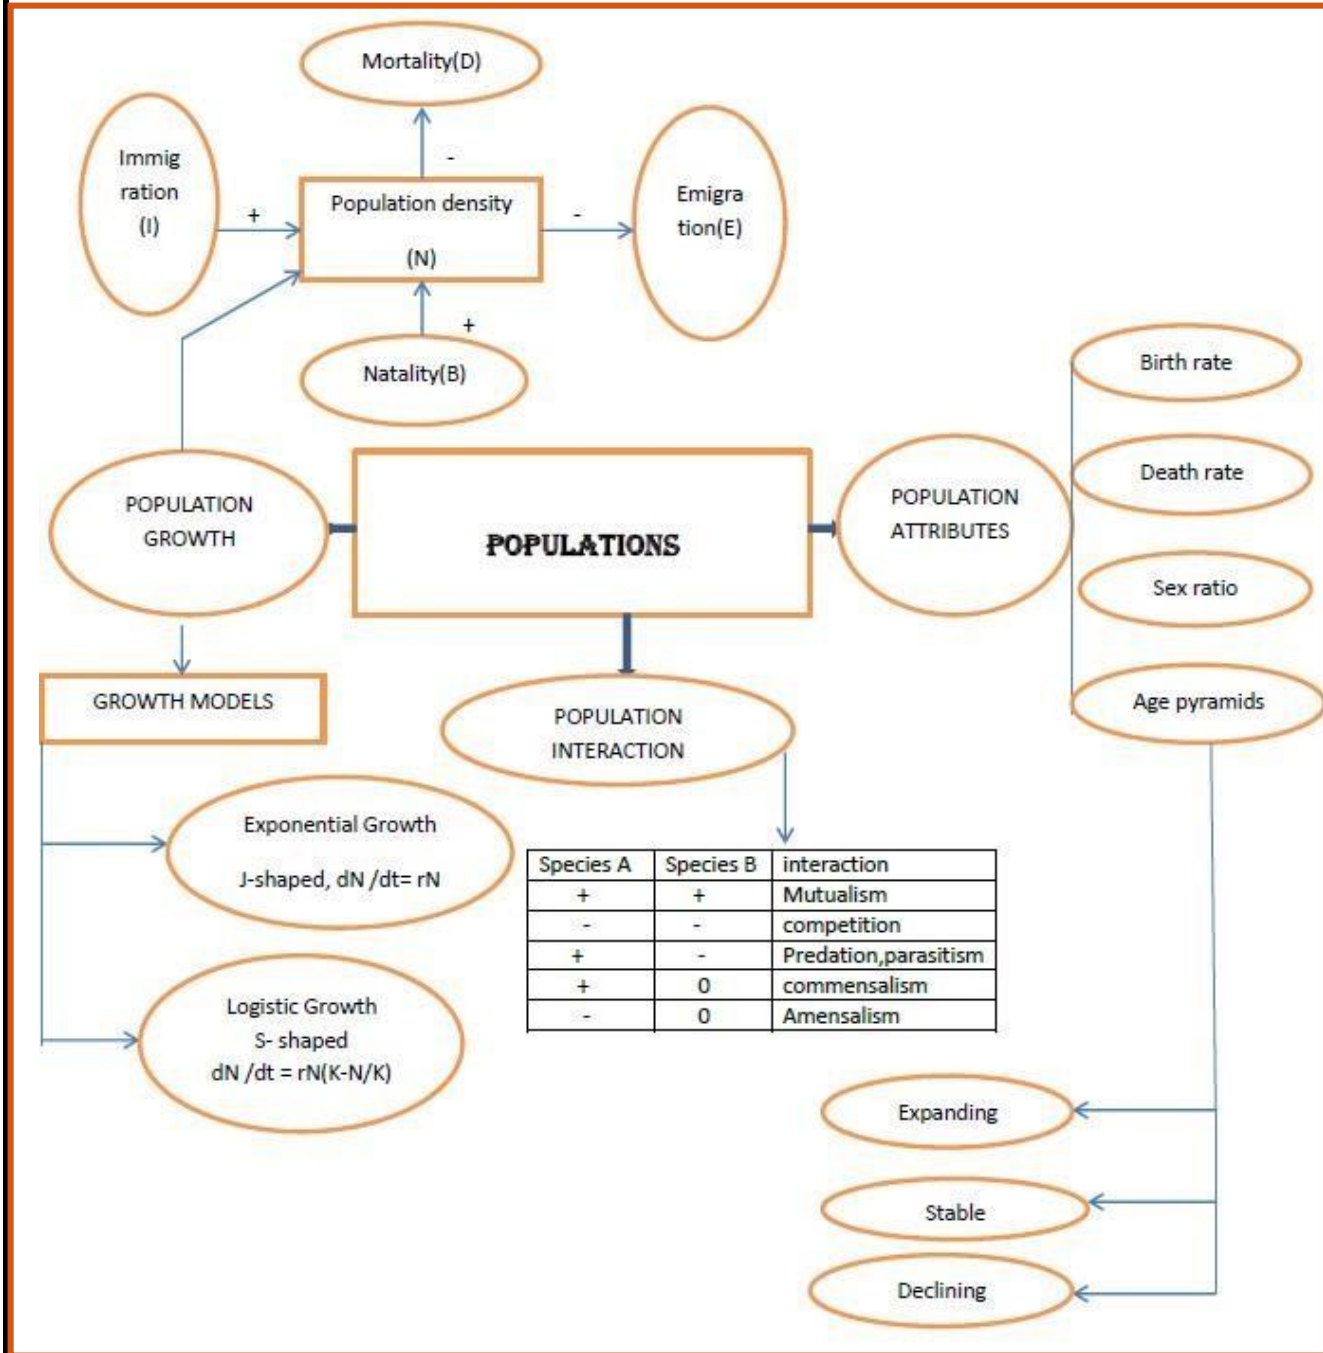 Mortality(D)
-
Immig
ration
(I)
+
Population density
(N)
-
Emigra
tion(E)
+
Natality(B)
Birth rate
Death rate
Sex ratio
Age pyramids
POPULATION
GROWTH
POPULATIONS
POPULATION
ATTRIBUTES
GROWTH MODELS
POPULATION
INTERACTION
Exponential Growth
J-shaped, dN /dt= rN
Logistic Growth
S- shaped
dN /dt = rN(K-N/K)
Species A Species B interaction
+ + Mutualism
- - competition
+ - Predation,parasitism
+ 0 commensalism
- 0 Amensalism
Expanding
Stable
Declining